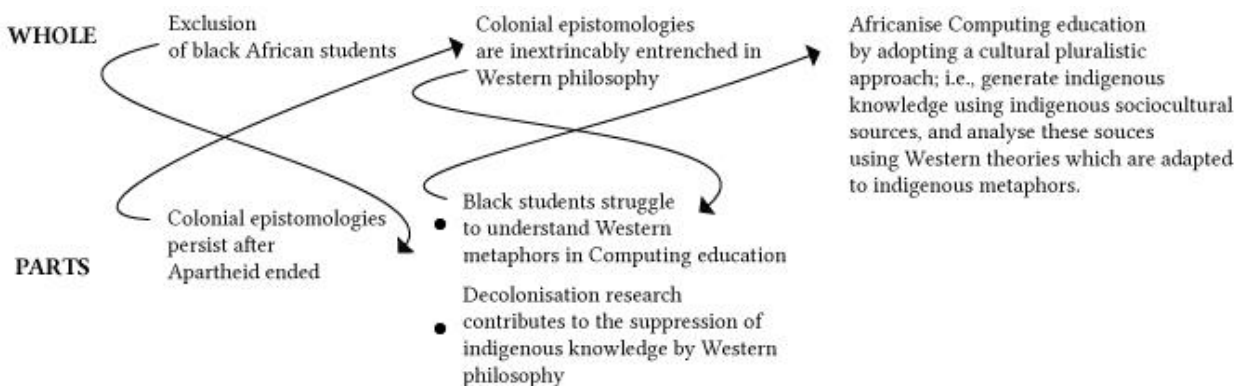 WHOLE
Exclusion
of black African students
Colonial epistomologies
are inextrincably entrenched in
Western philosophy
Africanise Computing education
by adopting a cultural pluralistic
approach; i.e., generate indigenous
knowledge using indigenous sociocultural
sources, and analyse these souces
using Western theories which are adapted
to indigenous metaphors.
PARTS
Colonial epistomologies
persist after
Apartheid ended
• Black students struggle
to understand Western
metaphors in Computing education
• Decolonisation research
contributes to the suppression of
indigenous knowledge by Western
philosophy